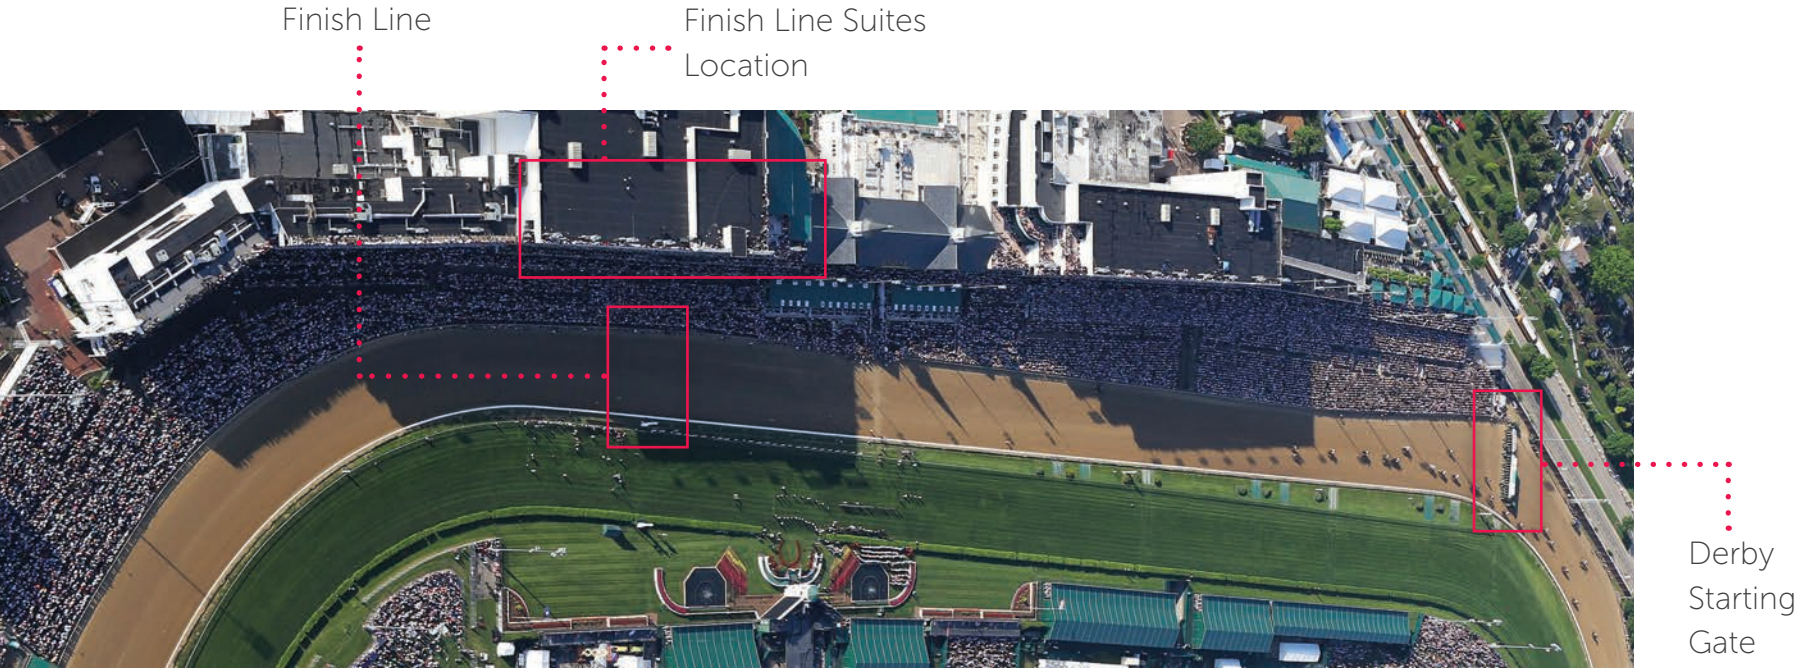 Finish Line
Finish Line Suites
Location
Derby
Starting
Gate